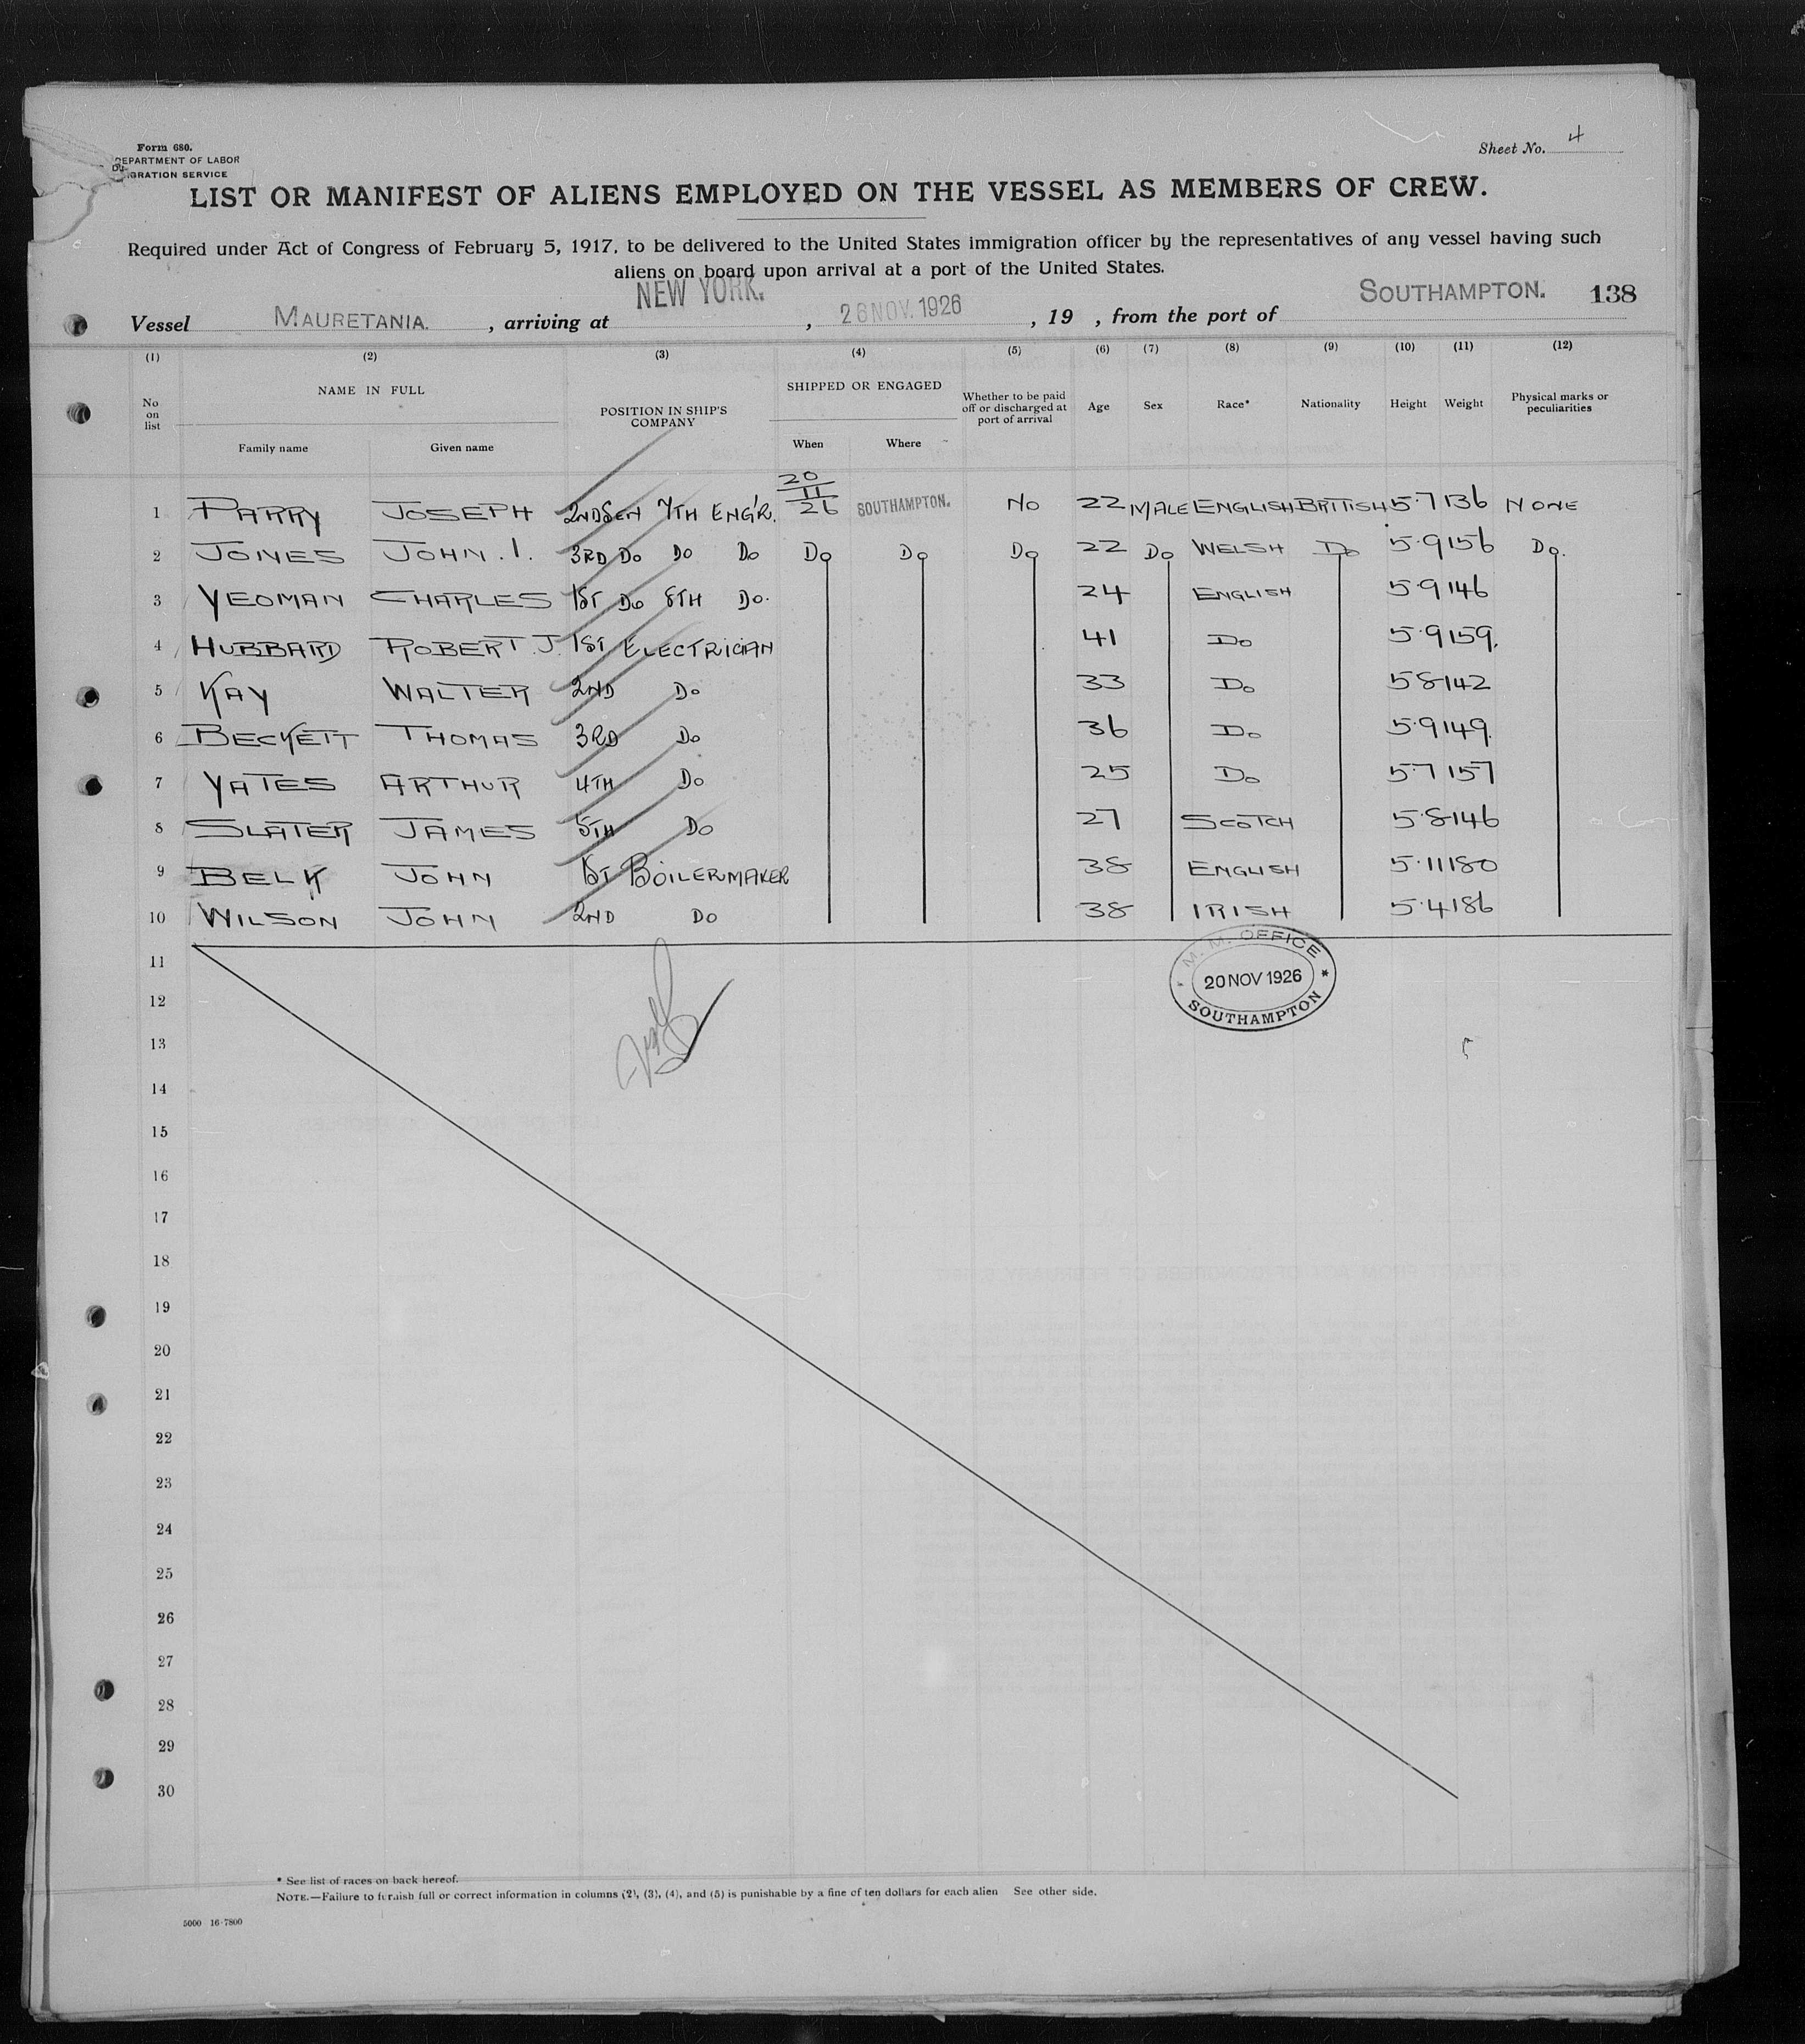 Form 680.
DEPARTMENT OF LABOR
IGRATION SERVICE
Sheet No. 4
LIST OR MANIFEST OF ALIENS EMPLOYED ON THE VESSEL AS MEMBERS OF CREW.
Required under Act of Congress of February 5, 1917, to be delivered to the United States immigration officer by the representatives of any vessel having such
aliens on board upon arrival at a port of the United States.
Vessel MAURETANIA. , arriving at NEW YORK. , 26 NOV. 1926 , 19 , from the port of SOUTHAMPTON. 138
(1) (2) (3) (4) (5) (6) (7) (8) (9) (10) (11) (12)
No on list NAME IN FULL Family name Given name POSITION IN SHIP'S COMPANY SHIPPED OR ENGAGED When Where Whether to be paid off or discharged at port of arrival Age Sex Race* Nationality Height Weight Physical marks or peculiarities
1 PARRY JOSEPH 2ND SEN 7TH ENG'R. 20/11/26 SOUTHAMPTON. NO 22 MALE ENGLISH BRITISH 5·7 136 NONE
2 JONES JOHN . I . 3RD DO DO DO DO DO DO 22 DO WELSH DO 5·9 156 DO.
3 YEOMAN CHARLES 1ST DO 8TH DO. 24 ENGLISH 5·9 146
4 HUBBARD ROBERT . J. 1ST ELECTRICIAN 41 DO 5·9 159.
5 KAY WALTER 2ND DO 33 DO 5 8 142
6 BECKETT THOMAS 3RD DO 36 DO 5·9 149.
7 YATES ARTHUR 4TH DO 25 DO 5·7 157
8 SLATER JAMES 5TH DO 27 SCOTCH 5·8 146
9 BELK JOHN 1ST BOILERMAKER 38 ENGLISH 5·11 180
10 WILSON JOHN 2ND DO 38 IRISH 5·4 186
M. M. OFFICE
20 NOV 1926
SOUTHAMPTON
11
12
13
14
15
16
17
18
19
20
21
22
23
24
25
26
27
28
29
30
* See list of races on back hereof.
NOTE.—Failure to furnish full or correct information in columns (2), (3), (4), and (5) is punishable by a fine of ten dollars for each alien See other side.
5000 16-7800